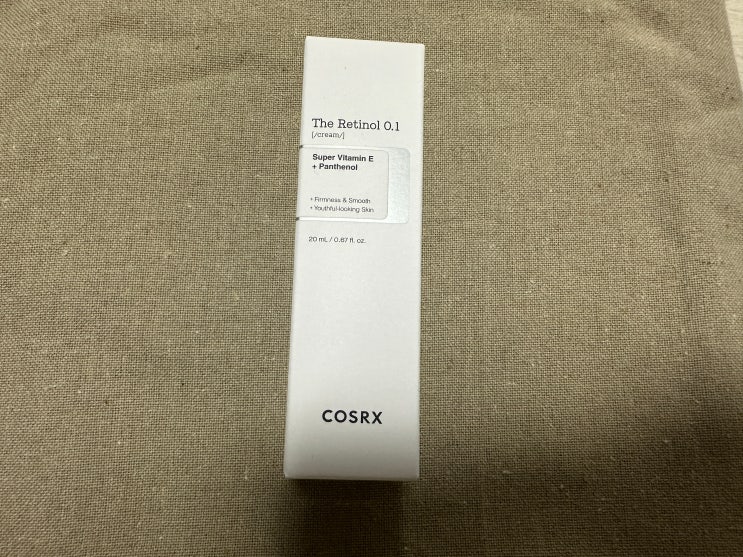 The Retinol 0.1
[/cream/]
Super Vitamin E
+ Panthenol
• Firmness & Smooth
• Youthful-looking Skin
20 mL / 0.67 fl. oz.
COSRX